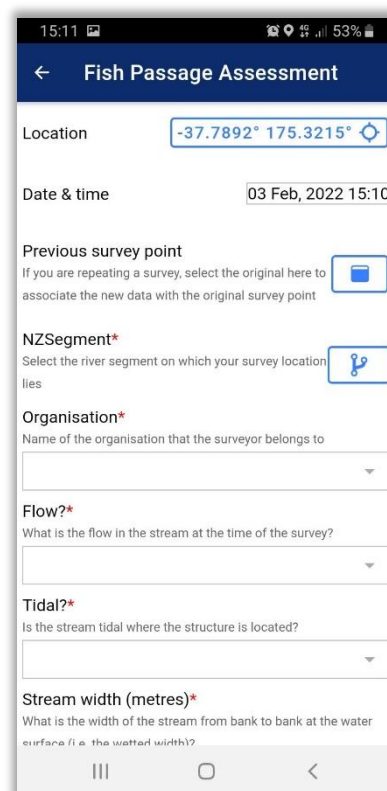 15:11 53%
Fish Passage Assessment
Location -37.7892° 175.3215°
Date & time 03 Feb, 2022 15:10
Previous survey point
If you are repeating a survey, select the original here to
associate the new data with the original survey point
NZSegment*
Select the river segment on which your survey location
lies
Organisation*
Name of the organisation that the surveyor belongs to
Flow?*
What is the flow in the stream at the time of the survey?
Tidal?*
Is the stream tidal where the structure is located?
Stream width (metres)*
What is the width of the stream from bank to bank at the water
surface (i.e. the wetted width)?